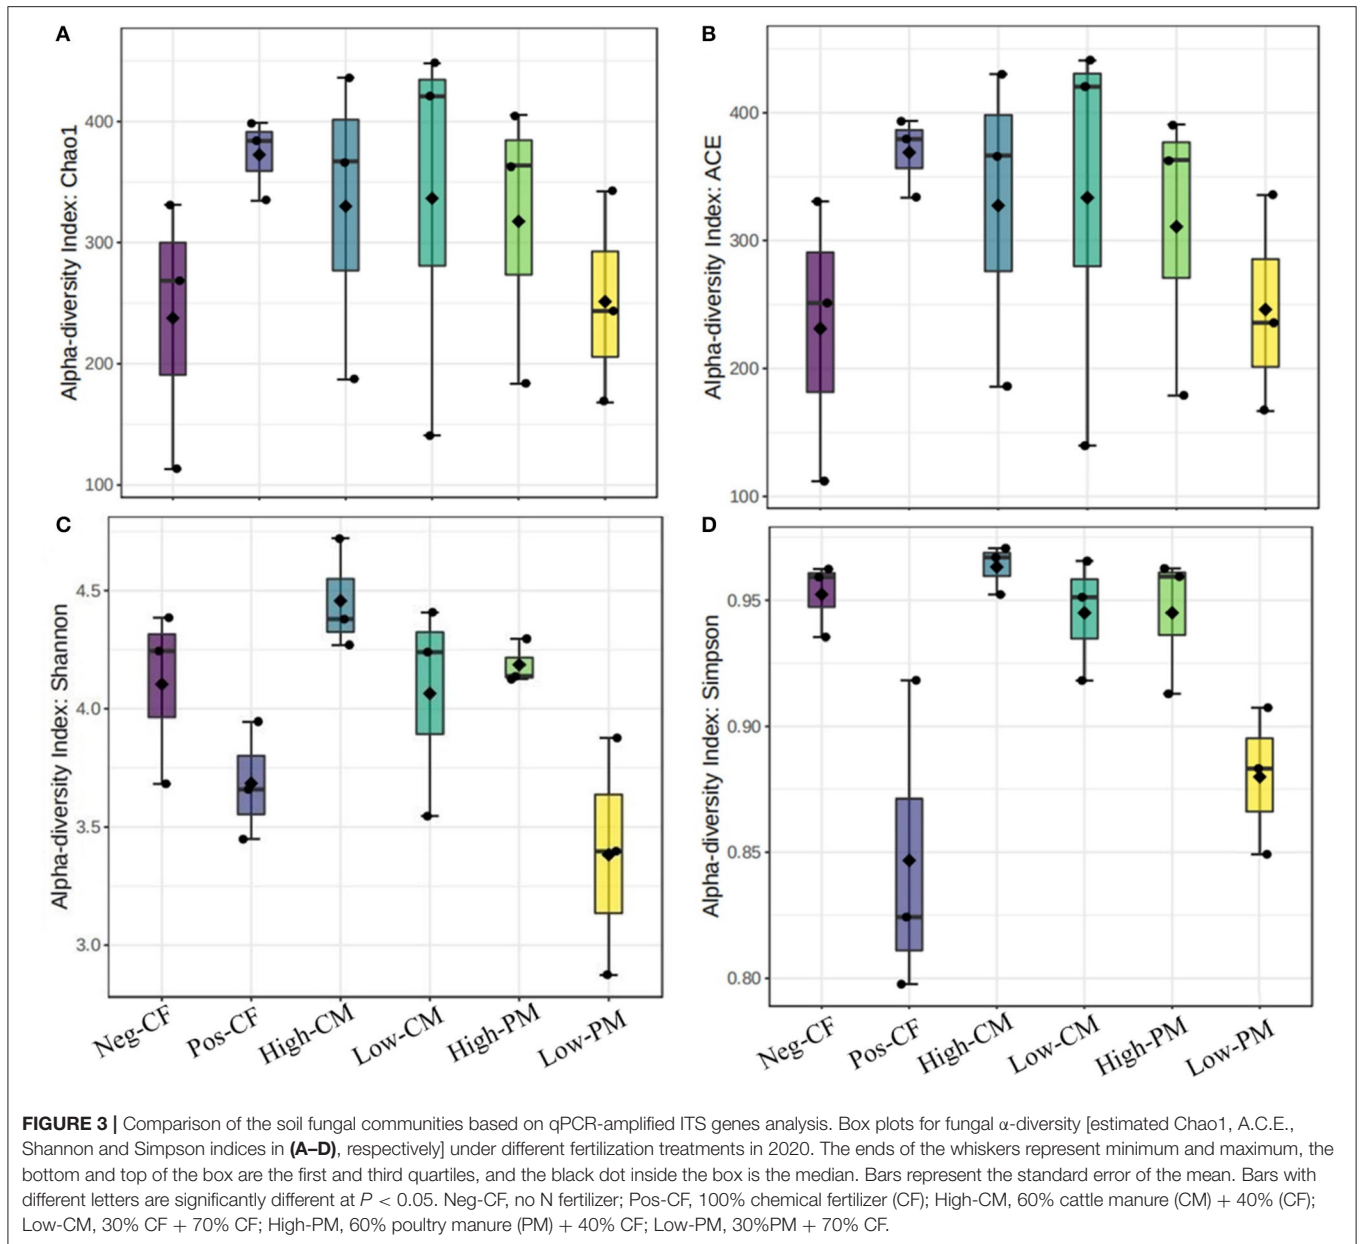 A
Alpha-diversity Index: Chao1
400
300
200
100
B
Alpha-diversity Index: ACE
400
300
200
100
C
Alpha-diversity Index: Shannon
4.5
4.0
3.5
3.0
Neg-CF
Pos-CF
High-CM
Low-CM
High-PM
Low-PM
D
Alpha-diversity Index: Simpson
0.95
0.90
0.85
0.80
Neg-CF
Pos-CF
High-CM
Low-CM
High-PM
Low-PM
FIGURE 3 | Comparison of the soil fungal communities based on qPCR-amplified ITS genes analysis. Box plots for fungal α-diversity [estimated Chao1, A.C.E.,
Shannon and Simpson indices in (A–D), respectively] under different fertilization treatments in 2020. The ends of the whiskers represent minimum and maximum, the
bottom and top of the box are the first and third quartiles, and the black dot inside the box is the median. Bars represent the standard error of the mean. Bars with
different letters are significantly different at P < 0.05. Neg-CF, no N fertilizer; Pos-CF, 100% chemical fertilizer (CF); High-CM, 60% cattle manure (CM) + 40% (CF);
Low-CM, 30% CF + 70% CF; High-PM, 60% poultry manure (PM) + 40% CF; Low-PM, 30%PM + 70% CF.